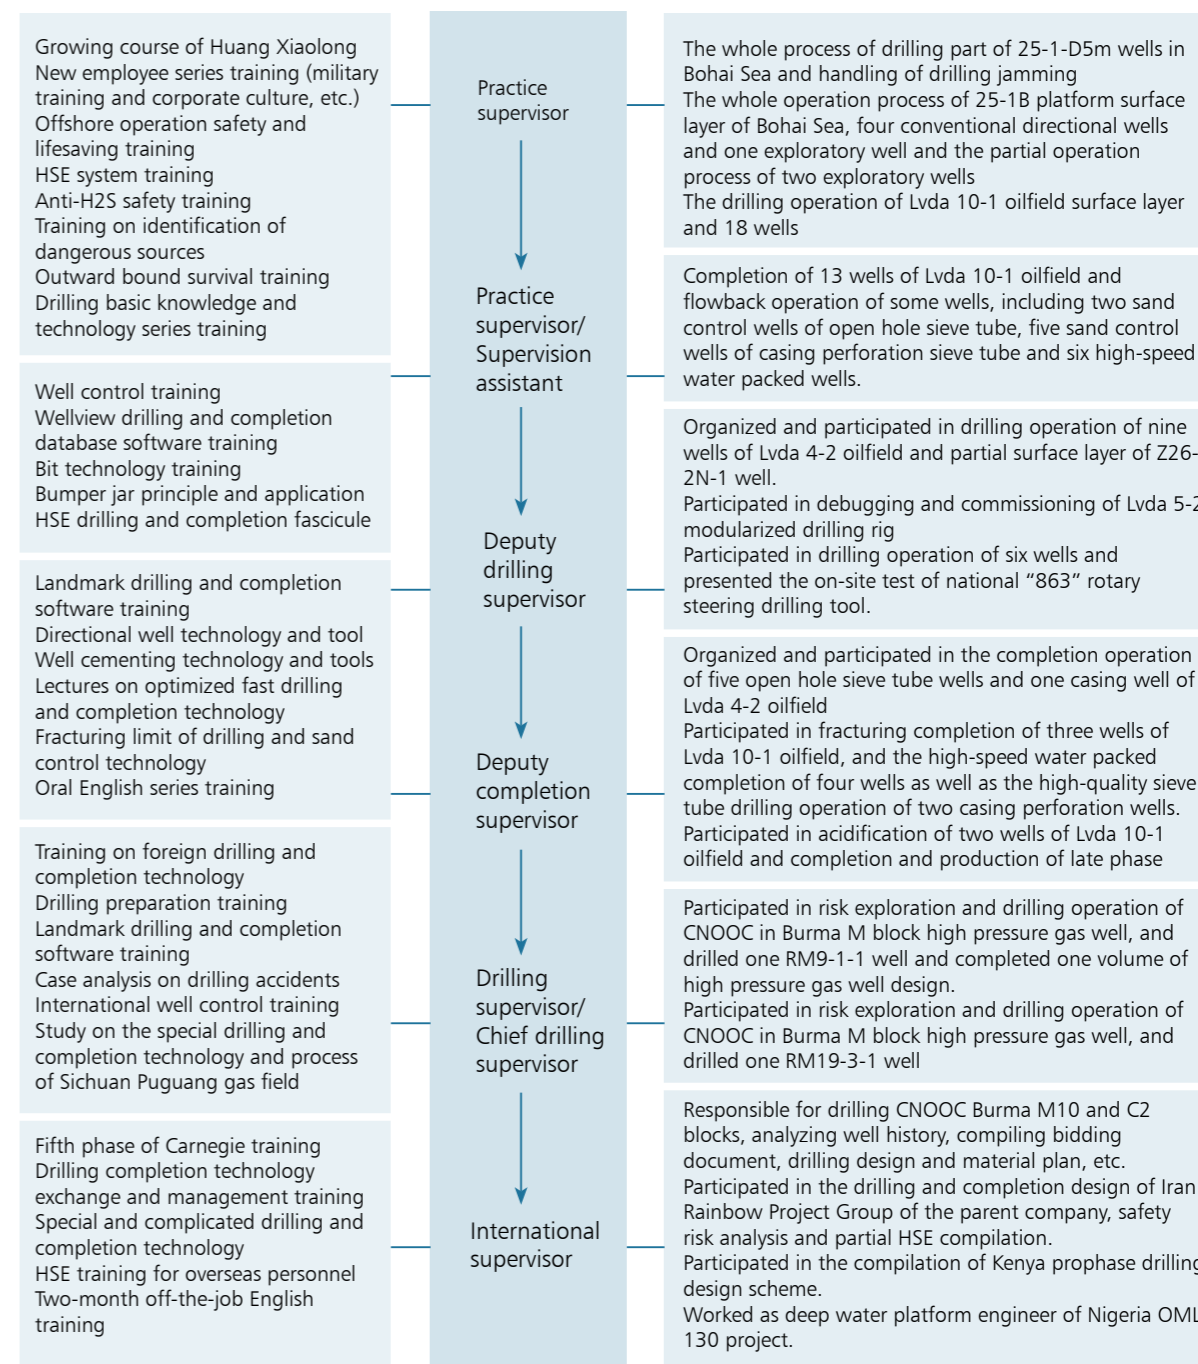 Growing course of Huang Xiaolong
New employee series training (military
training and corporate culture, etc.)
Offshore operation safety and
lifesaving training
HSE system training
Anti-H2S safety training
Training on identification of
dangerous sources
Outward bound survival training
Drilling basic knowledge and
technology series training
Well control training
Wellview drilling and completion
database software training
Bit technology training
Bumper jar principle and application
HSE drilling and completion fascicule
Landmark drilling and completion
software training
Directional well technology and tool
Well cementing technology and tools
Lectures on optimized fast drilling
and completion technology
Fracturing limit of drilling and sand
control technology
Oral English series training
Training on foreign drilling and
completion technology
Drilling preparation training
Landmark drilling and completion
software training
Case analysis on drilling accidents
International well control training
Study on the special drilling and
completion technology and process
of Sichuan Puguang gas field
Fifth phase of Carnegie training
Drilling completion technology
exchange and management training
Special and complicated drilling and
completion technology
HSE training for overseas personnel
Two-month off-the-job English
training
Practice
supervisor
Practice
supervisor/
Supervision
assistant
Deputy
drilling
supervisor
Deputy
completion
supervisor
Drilling
supervisor/
Chief drilling
supervisor
International
supervisor
The whole process of drilling part of 25-1-D5m wells in
Bohai Sea and handling of drilling jamming
The whole operation process of 25-1B platform surface
layer of Bohai Sea, four conventional directional wells
and one exploratory well and the partial operation
process of two exploratory wells
The drilling operation of Lvda 10-1 oilfield surface layer
and 18 wells
Completion of 13 wells of Lvda 10-1 oilfield and
flowback operation of some wells, including two sand
control wells of open hole sieve tube, five sand control
wells of casing perforation sieve tube and six high-speed
water packed wells.
Organized and participated in drilling operation of nine
wells of Lvda 4-2 oilfield and partial surface layer of Z26-
2N-1 well.
Participated in debugging and commissioning of Lvda 5-2
modularized drilling rig
Participated in drilling operation of six wells and
presented the on-site test of national “863” rotary
steering drilling tool.
Organized and participated in the completion operation
of five open hole sieve tube wells and one casing well of
Lvda 4-2 oilfield
Participated in fracturing completion of three wells of
Lvda 10-1 oilfield, and the high-speed water packed
completion of four wells as well as the high-quality sieve
tube drilling operation of two casing perforation wells.
Participated in acidification of two wells of Lvda 10-1
oilfield and completion and production of late phase
Participated in risk exploration and drilling operation of
CNOOC in Burma M block high pressure gas well, and
drilled one RM9-1-1 well and completed one volume of
high pressure gas well design.
Participated in risk exploration and drilling operation of
CNOOC in Burma M block high pressure gas well, and
drilled one RM19-3-1 well
Responsible for drilling CNOOC Burma M10 and C2
blocks, analyzing well history, compiling bidding
document, drilling design and material plan, etc.
Participated in the drilling and completion design of Iran
Rainbow Project Group of the parent company, safety
risk analysis and partial HSE compilation.
Participated in the compilation of Kenya prophase drilling
design scheme.
Worked as deep water platform engineer of Nigeria OML
130 project.